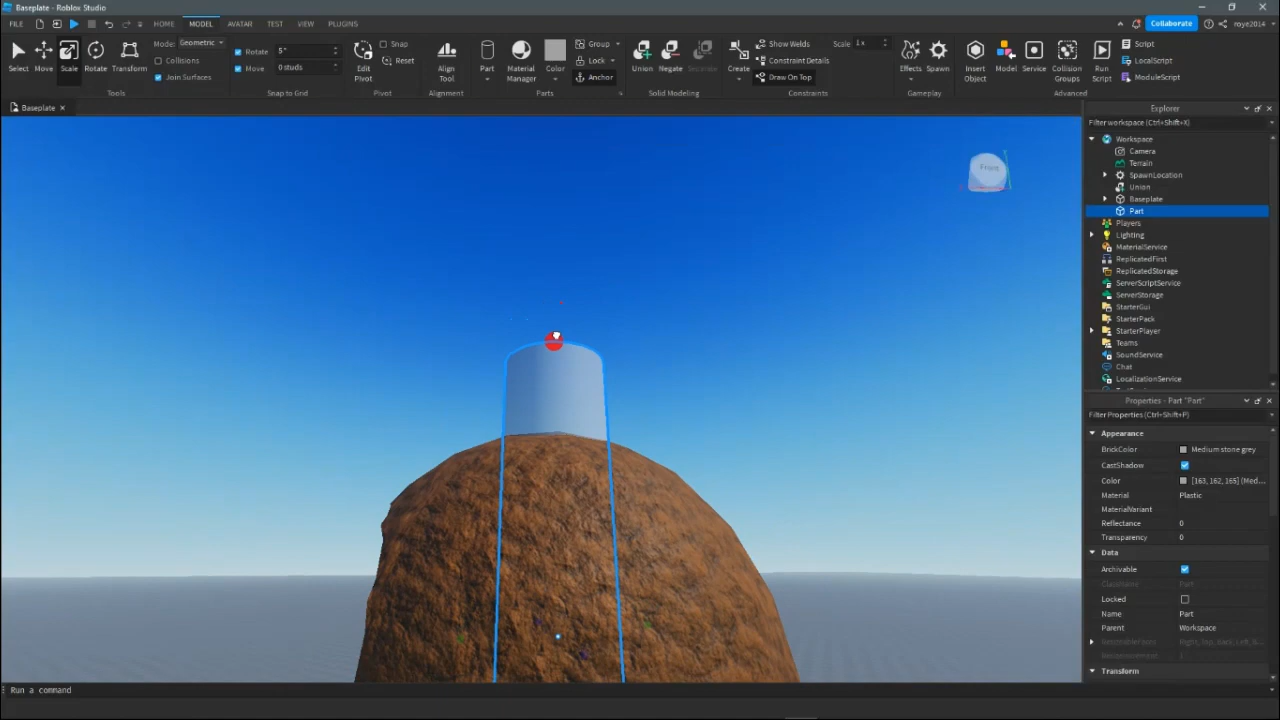 Baseplate - Roblox Studio
FILE HOME MODEL AVATAR TEST VIEW PLUGINS Collaborate roye2014
Mode: Geometric Rotate 5° Snap Group Show Welds Scale 1x Script
Collisions Move 0 studs Reset Lock Constraint Details LocalScript
Join Surfaces Anchor Draw On Top ModuleScript
Select Move Scale Rotate Transform Edit Pivot Align Tool Part Material Manager Color Union Negate Separate Create Effects Spawn Insert Object Model Service Collision Groups Run Script
Tools Snap to Grid Pivot Alignment Parts Solid Modeling Constraints Gameplay Advanced
Baseplate
Front
Explorer
Filter workspace (Ctrl+Shift+X)
Workspace
Camera
Terrain
SpawnLocation
Union
Baseplate
Part
Players
Lighting
MaterialService
ReplicatedFirst
ReplicatedStorage
ServerScriptService
ServerStorage
StarterGui
StarterPack
StarterPlayer
Teams
SoundService
Chat
LocalizationService
Properties - Part "Part"
Filter Properties (Ctrl+Shift+P)
Appearance
BrickColor Medium stone grey
CastShadow
Color [163, 162, 165] (Med...
Material Plastic
MaterialVariant
Reflectance 0
Transparency 0
Data
Archivable
ClassName Part
Locked
Name Part
Parent Workspace
Transform
Run a command